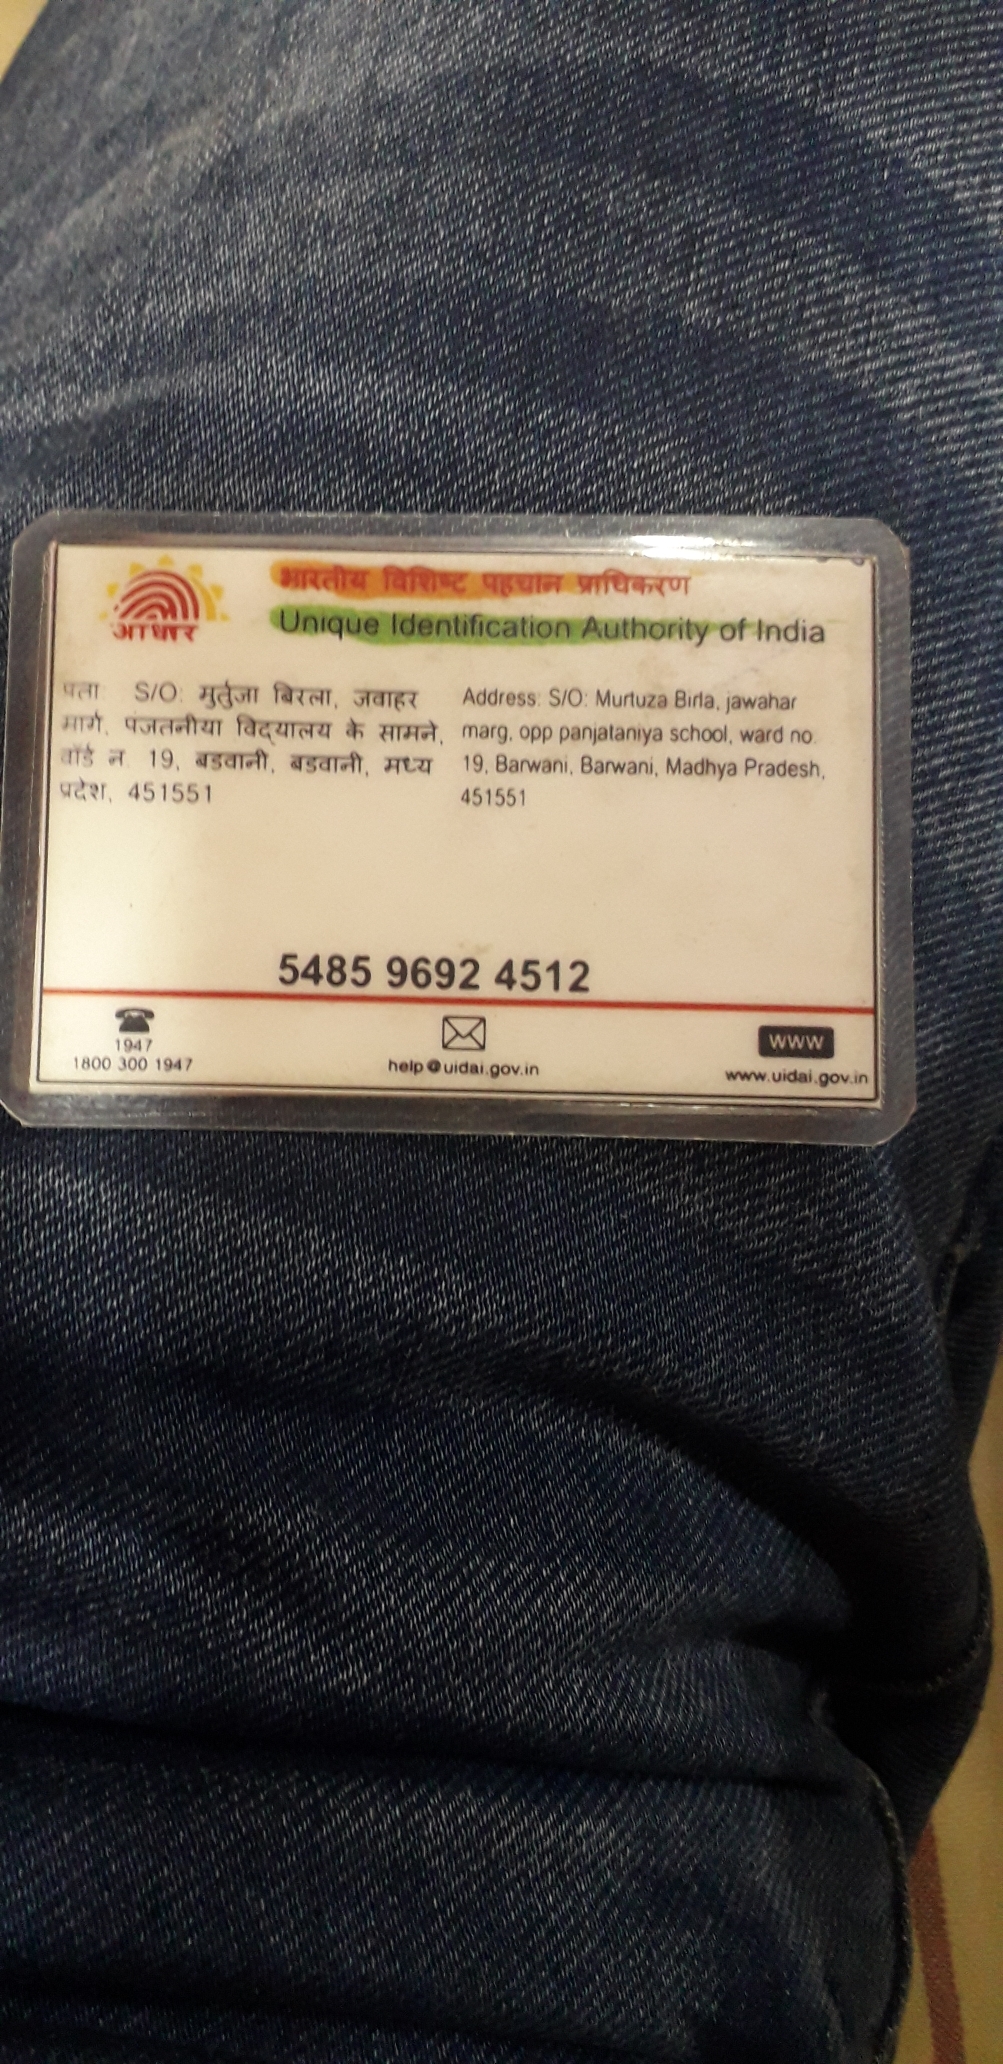 आधार
भारतीय विशिष्ट पहचान प्राधिकरण
Unique Identification Authority of India
पता: S/O: मुर्तुजा बिरला, जवाहर
मार्ग, पंजतनीया विद्यालय के सामने,
वॉर्ड न. 19, बडवानी, बडवानी, मध्य
प्रदेश, 451551
Address: S/O: Murtuza Birla, jawahar
marg, opp panjataniya school, ward no.
19, Barwani, Barwani, Madhya Pradesh,
451551
5485 9692 4512
1947
1800 300 1947
help@uidai.gov.in
WWW
www.uidai.gov.in